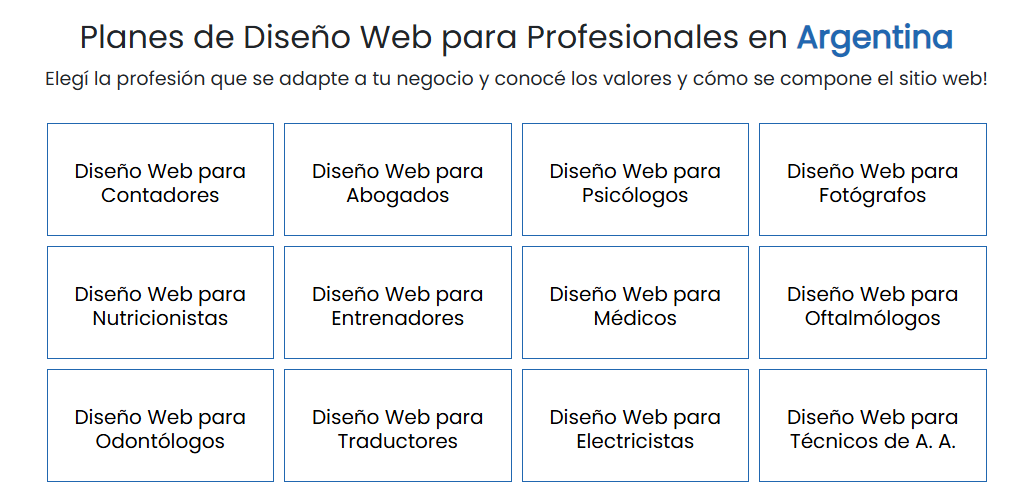 Planes de Diseño Web para Profesionales en Argentina
Elegí la profesión que se adapte a tu negocio y conocé los valores y cómo se compone el sitio web!
Diseño Web para
Contadores
Diseño Web para
Abogados
Diseño Web para
Psicólogos
Diseño Web para
Fotógrafos
Diseño Web para
Nutricionistas
Diseño Web para
Entrenadores
Diseño Web para
Médicos
Diseño Web para
Oftalmólogos
Diseño Web para
Odontólogos
Diseño Web para
Traductores
Diseño Web para
Electricistas
Diseño Web para
Técnicos de A. A.